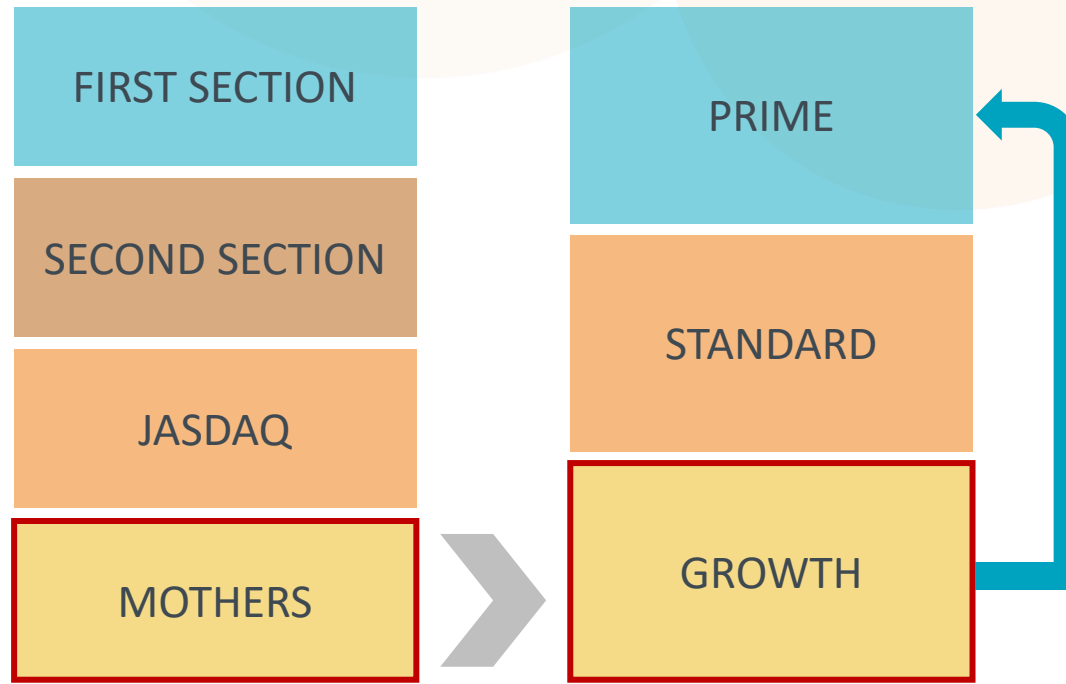 FIRST SECTION
SECOND SECTION
JASDAQ
MOTHERS
PRIME
STANDARD
GROWTH